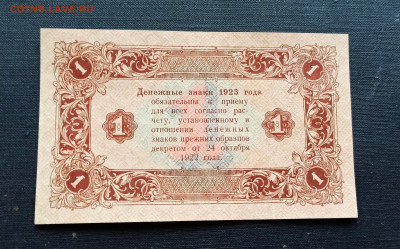 COINS.LAVE.RU
1 1
Денежные знаки 1923 года
обязательны к приему
для всех согласно рас-
чету, установленному в
отношении денежных
знаков прежних образцов
декретом от 24 октября
1922 года.
1 1
1 1